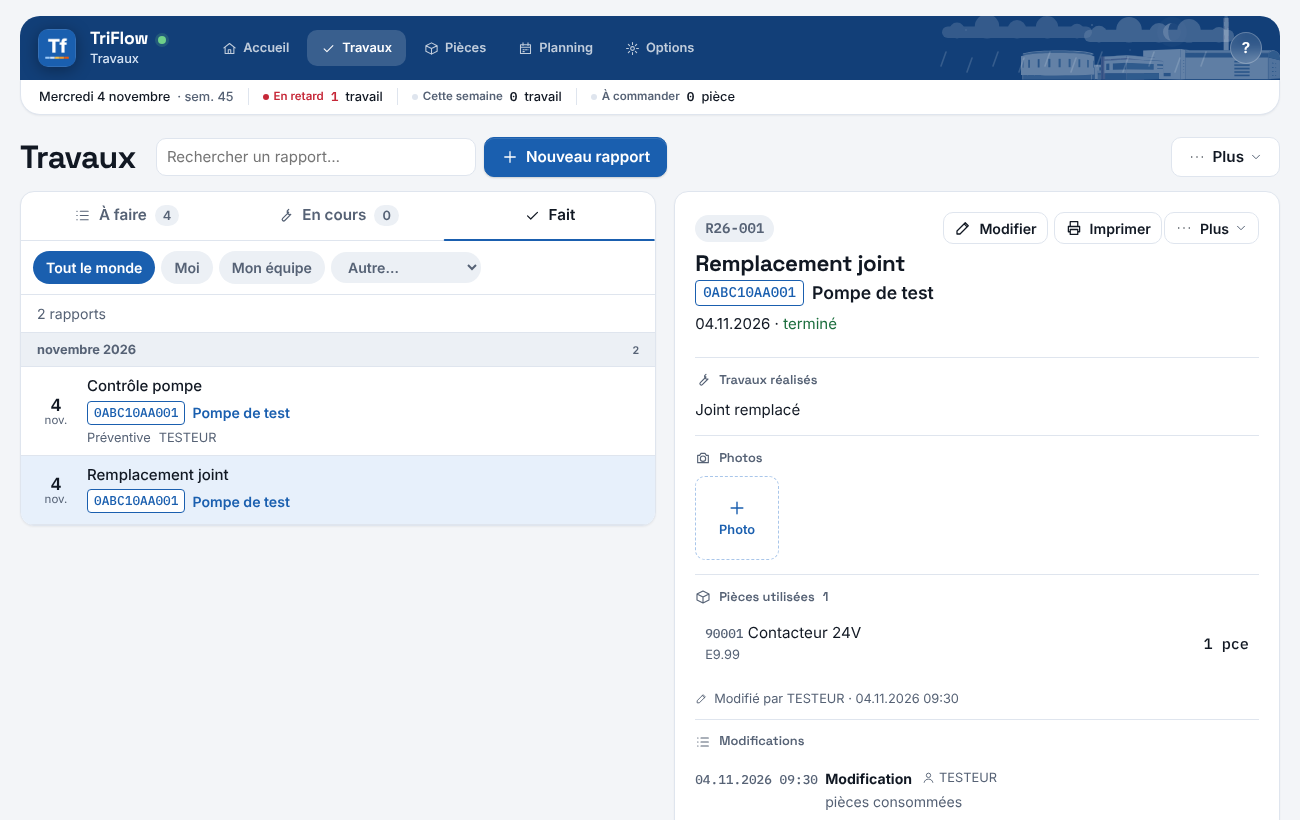 Tf
TriFlow
Travaux
Accueil
Travaux
Pièces
Planning
Options
?
Mercredi 4 novembre · sem. 45
En retard 1 travail
Cette semaine 0 travail
À commander 0 pièce
Travaux
Rechercher un rapport...
+ Nouveau rapport
··· Plus
À faire 4
En cours 0
Fait
Tout le monde
Moi
Mon équipe
Autre...
2 rapports
novembre 2026 2
4 nov.
Contrôle pompe
0ABC10AA001 Pompe de test
Préventive TESTEUR
4 nov.
Remplacement joint
0ABC10AA001 Pompe de test
R26-001
Modifier
Imprimer
··· Plus
Remplacement joint
0ABC10AA001 Pompe de test
04.11.2026 · terminé
Travaux réalisés
Joint remplacé
Photos
+
Photo
Pièces utilisées 1
90001 Contacteur 24V
E9.99
1 pce
Modifié par TESTEUR · 04.11.2026 09:30
Modifications
04.11.2026 09:30 Modification TESTEUR
pièces consommées